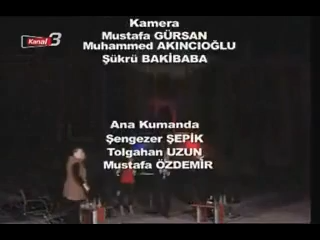 Kamera
Mustafa GÜRSAN
Muhammed AKINCIOĞLU
Şükrü BAKİBABA
Kanal 3
Ana Kumanda
Şengezer ŞEPİK
Tolgahan UZUN
Mustafa ÖZDEMİR